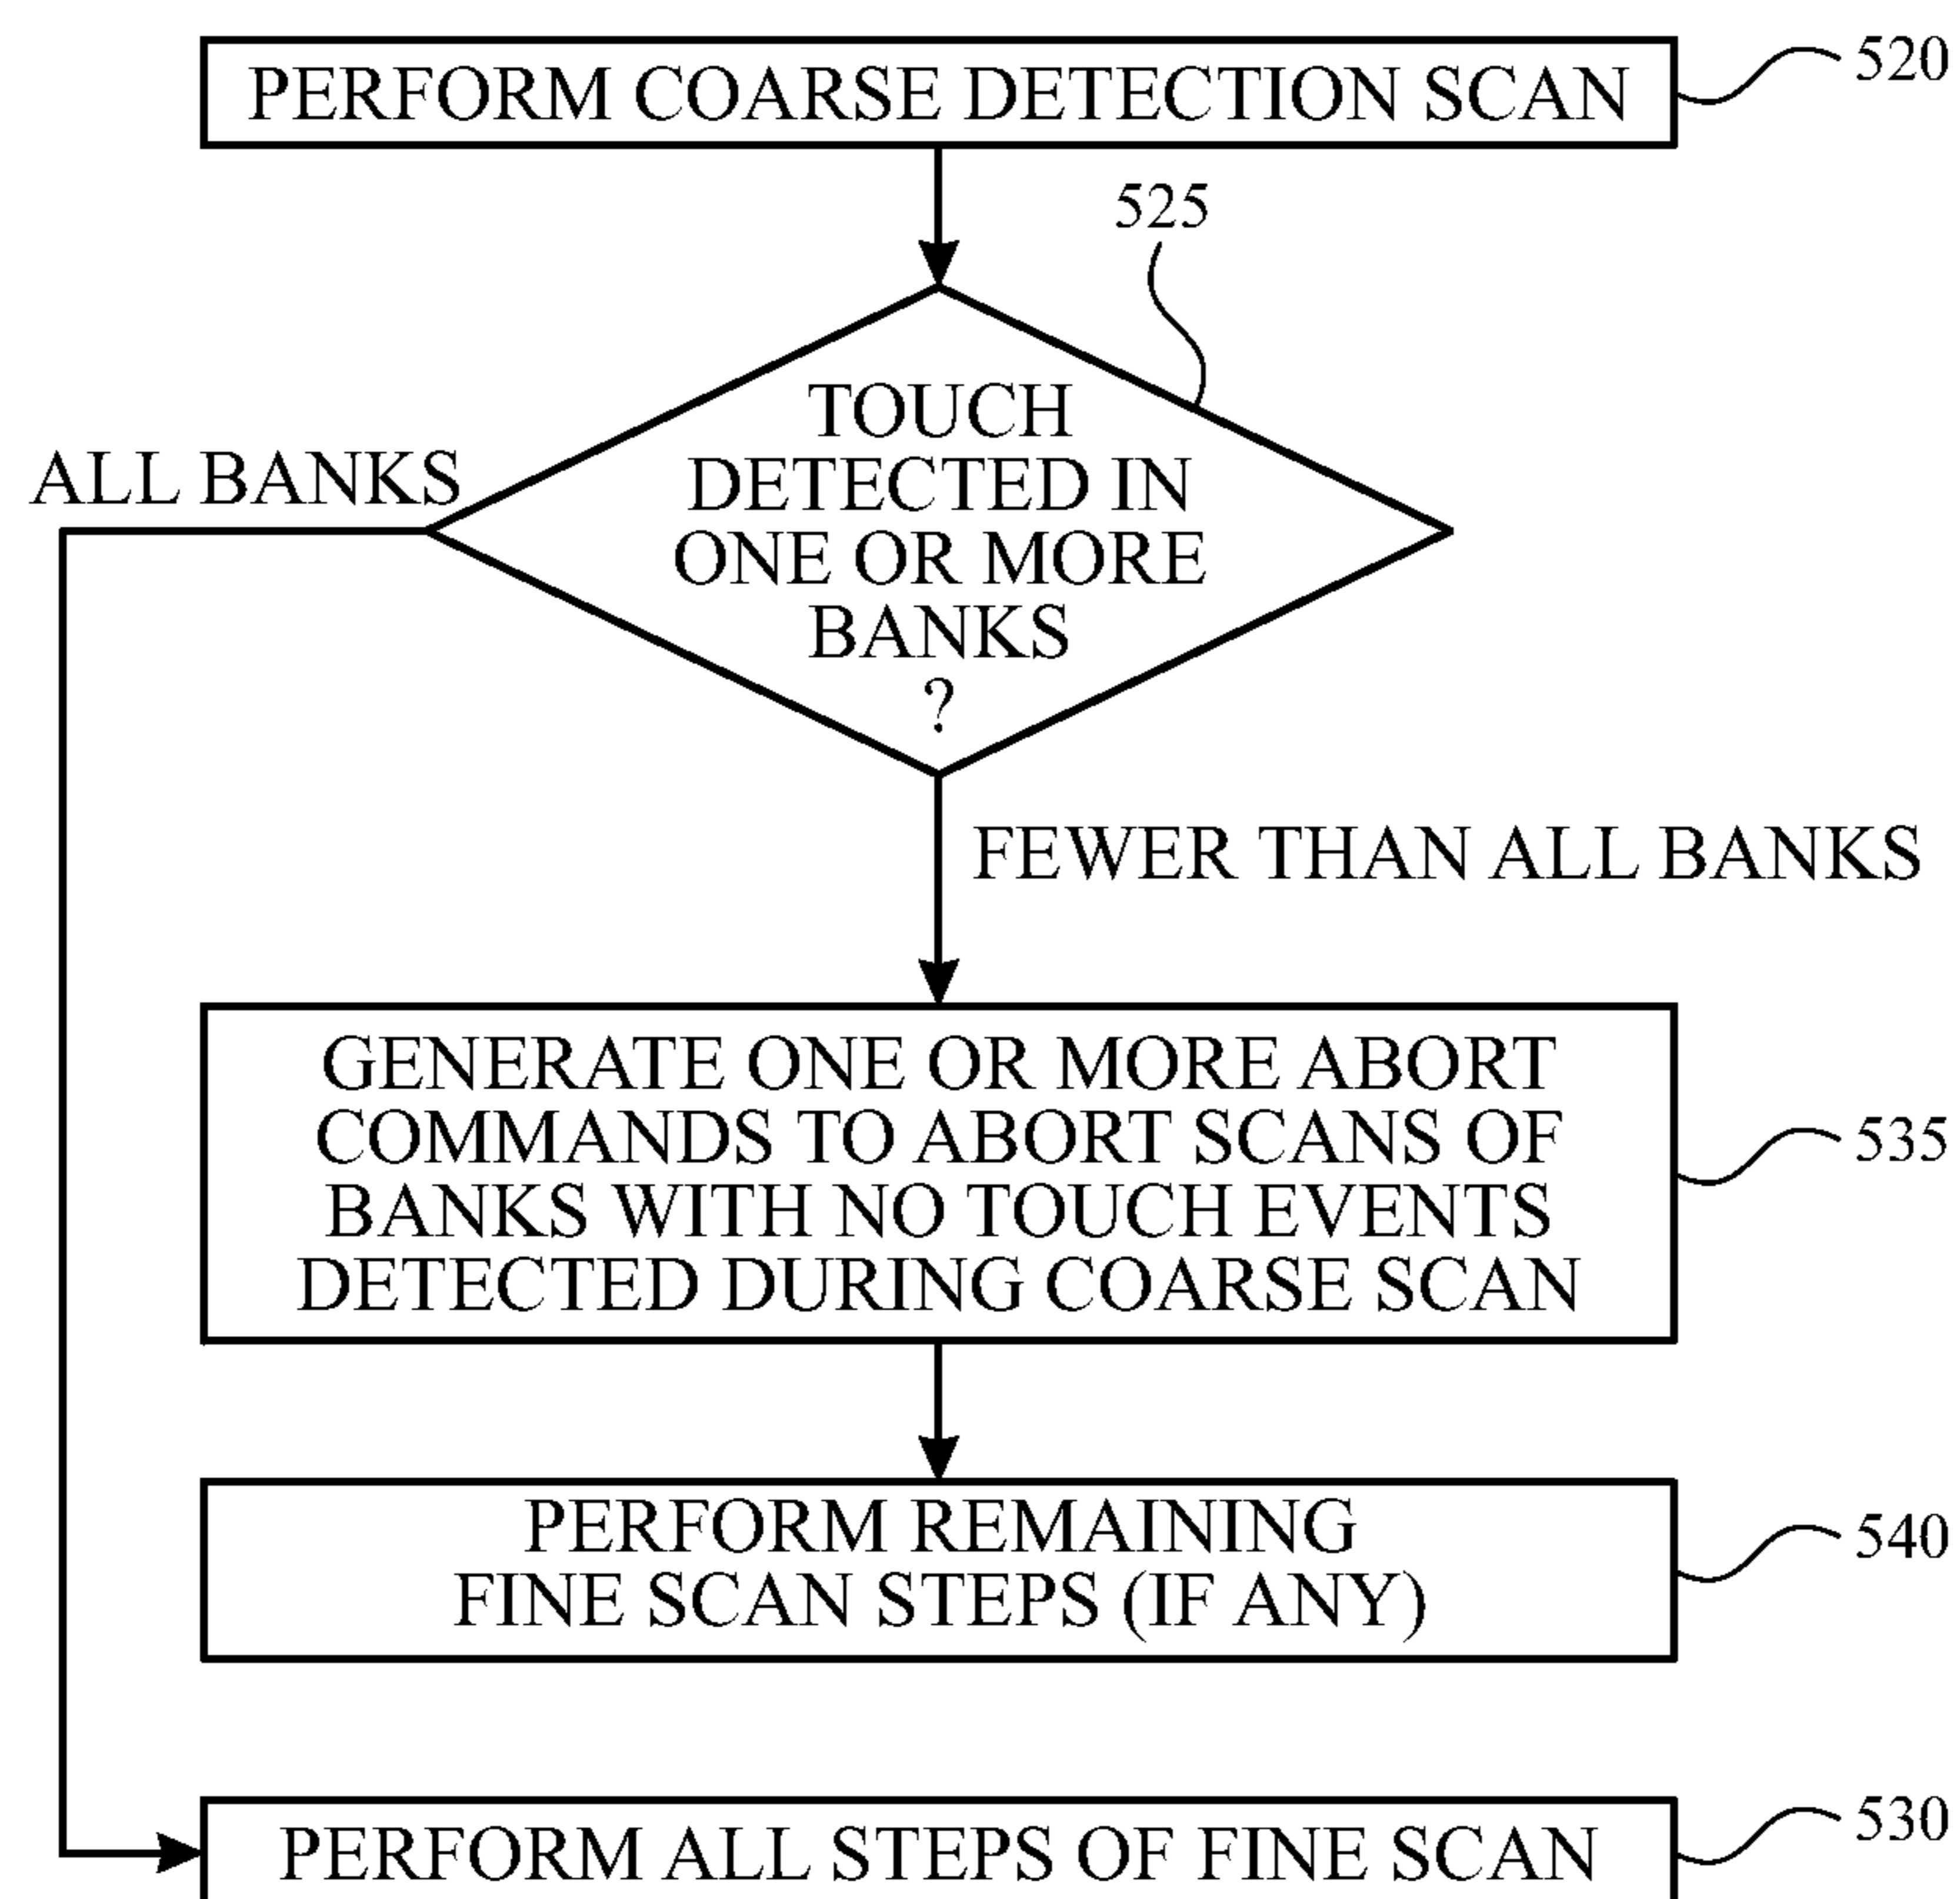 PERFORM COARSE DETECTION SCAN
520
525
TOUCH
DETECTED IN
ONE OR MORE
BANKS
?
ALL BANKS
FEWER THAN ALL BANKS
GENERATE ONE OR MORE ABORT
COMMANDS TO ABORT SCANS OF
BANKS WITH NO TOUCH EVENTS
DETECTED DURING COARSE SCAN
535
PERFORM REMAINING
FINE SCAN STEPS (IF ANY)
540
PERFORM ALL STEPS OF FINE SCAN
530